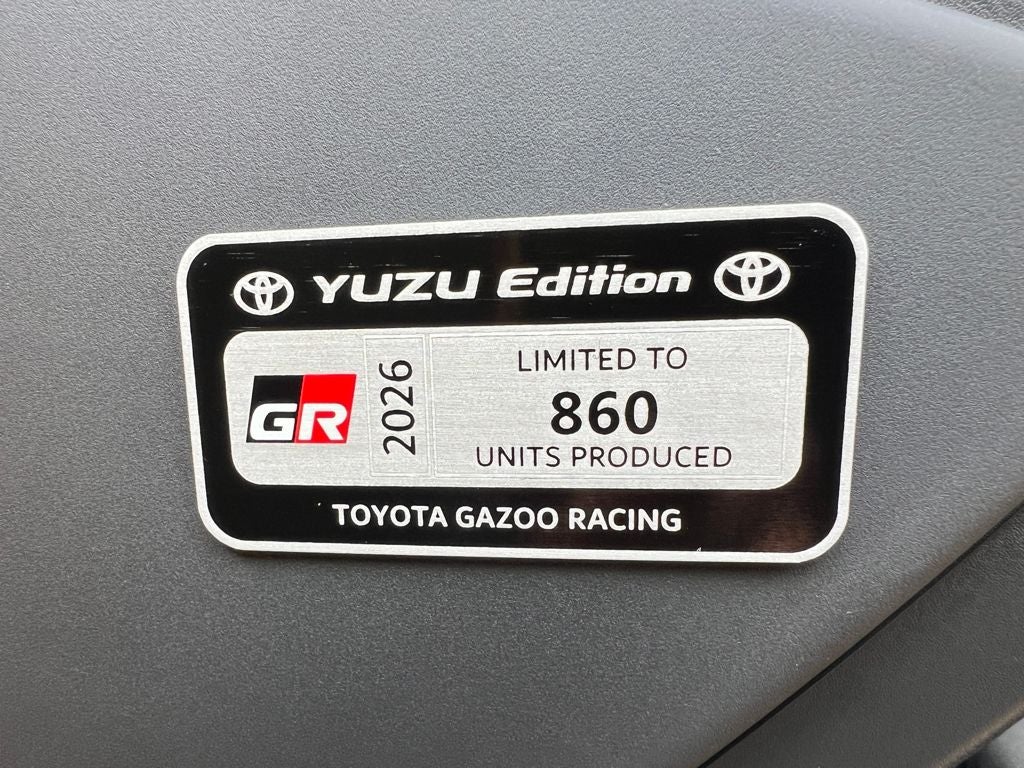 YUZU Edition
GR
2026
LIMITED TO
860
UNITS PRODUCED
TOYOTA GAZOO RACING